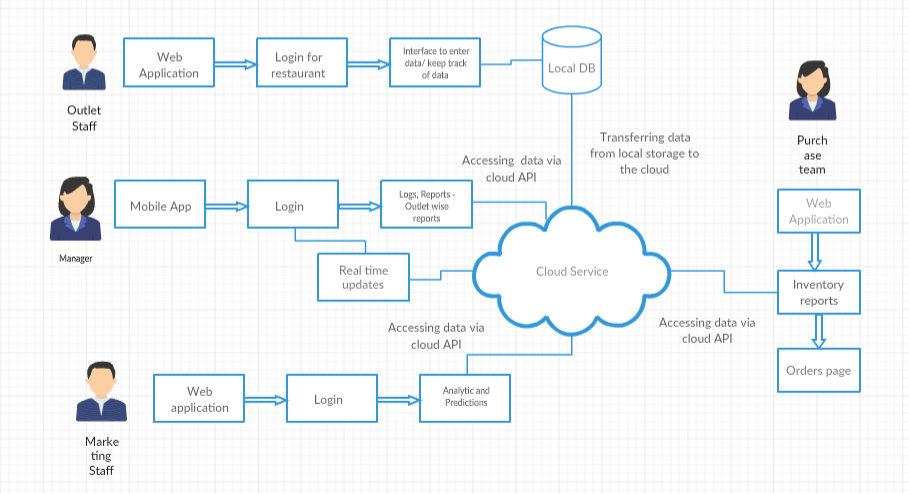 Web
Application
Login for
restaurant
Interface to enter
data/ keep track
of data
Local DB
Outlet
Staff
Transferring data
from local storage to
the cloud
Purch
ase
team
Accessing data via
cloud API
Mobile App
Login
Logs, Reports -
Outlet wise
reports
Web
Application
Manager
Real time
updates
Cloud Service
Inventory
reports
Accessing data via
cloud API
Accessing data via
cloud API
Orders page
Web
application
Login
Analytic and
Predictions
Marke
ting
Staff